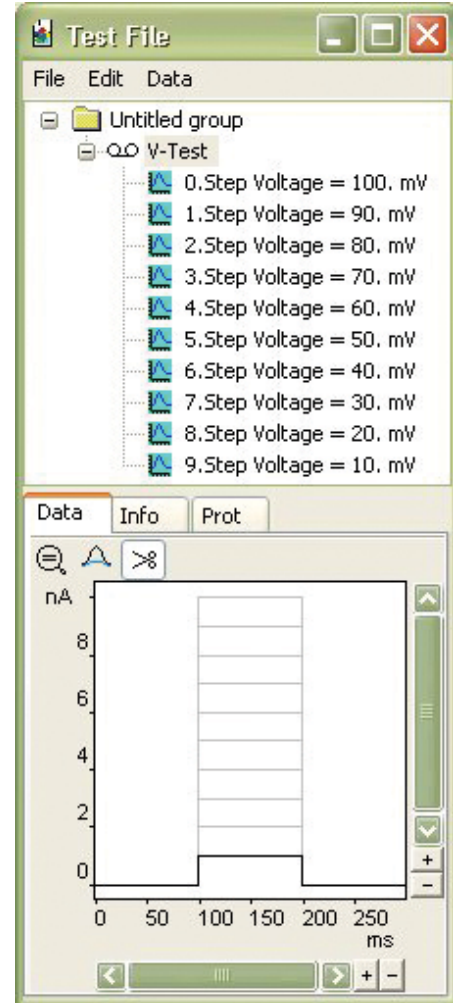 Test File
File Edit Data
Untitled group
V-Test
0.Step Voltage = 100. mV
1.Step Voltage = 90. mV
2.Step Voltage = 80. mV
3.Step Voltage = 70. mV
4.Step Voltage = 60. mV
5.Step Voltage = 50. mV
6.Step Voltage = 40. mV
7.Step Voltage = 30. mV
8.Step Voltage = 20. mV
9.Step Voltage = 10. mV
Data Info Prot
nA
8
6
4
2
0
0 50 100 150 200 250
ms